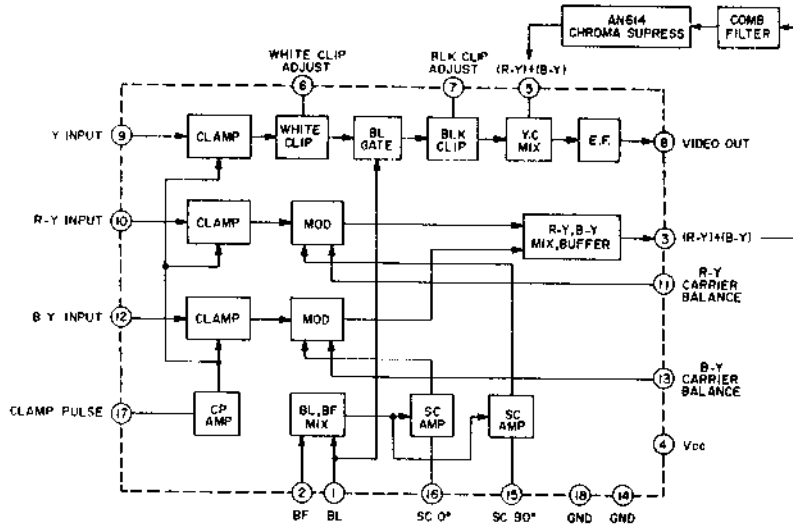 AN614
CHROMA SUPRESS
COMB
FILTER
WHITE CLIP
ADJUST
BLK CLIP
ADJUST
(R-Y)+(B-Y)
6
7
5
Y INPUT
9
CLAMP
WHITE
CLIP
BL
GATE
BLK
CLIP
Y.C
MIX
E.F.
8
VIDEO OUT
R-Y INPUT
10
CLAMP
MOD
R-Y, B-Y
MIX, BUFFER
3
(R-Y)+(B-Y)
11
R-Y
CARRIER
BALANCE
B-Y INPUT
12
CLAMP
MOD
13
B-Y
CARRIER
BALANCE
CLAMP PULSE
17
CP
AMP
BL, BF
MIX
SC
AMP
SC
AMP
4
Vcc
2
1
16
15
18
14
BF
BL
SC 0°
SC 90°
GND
GND